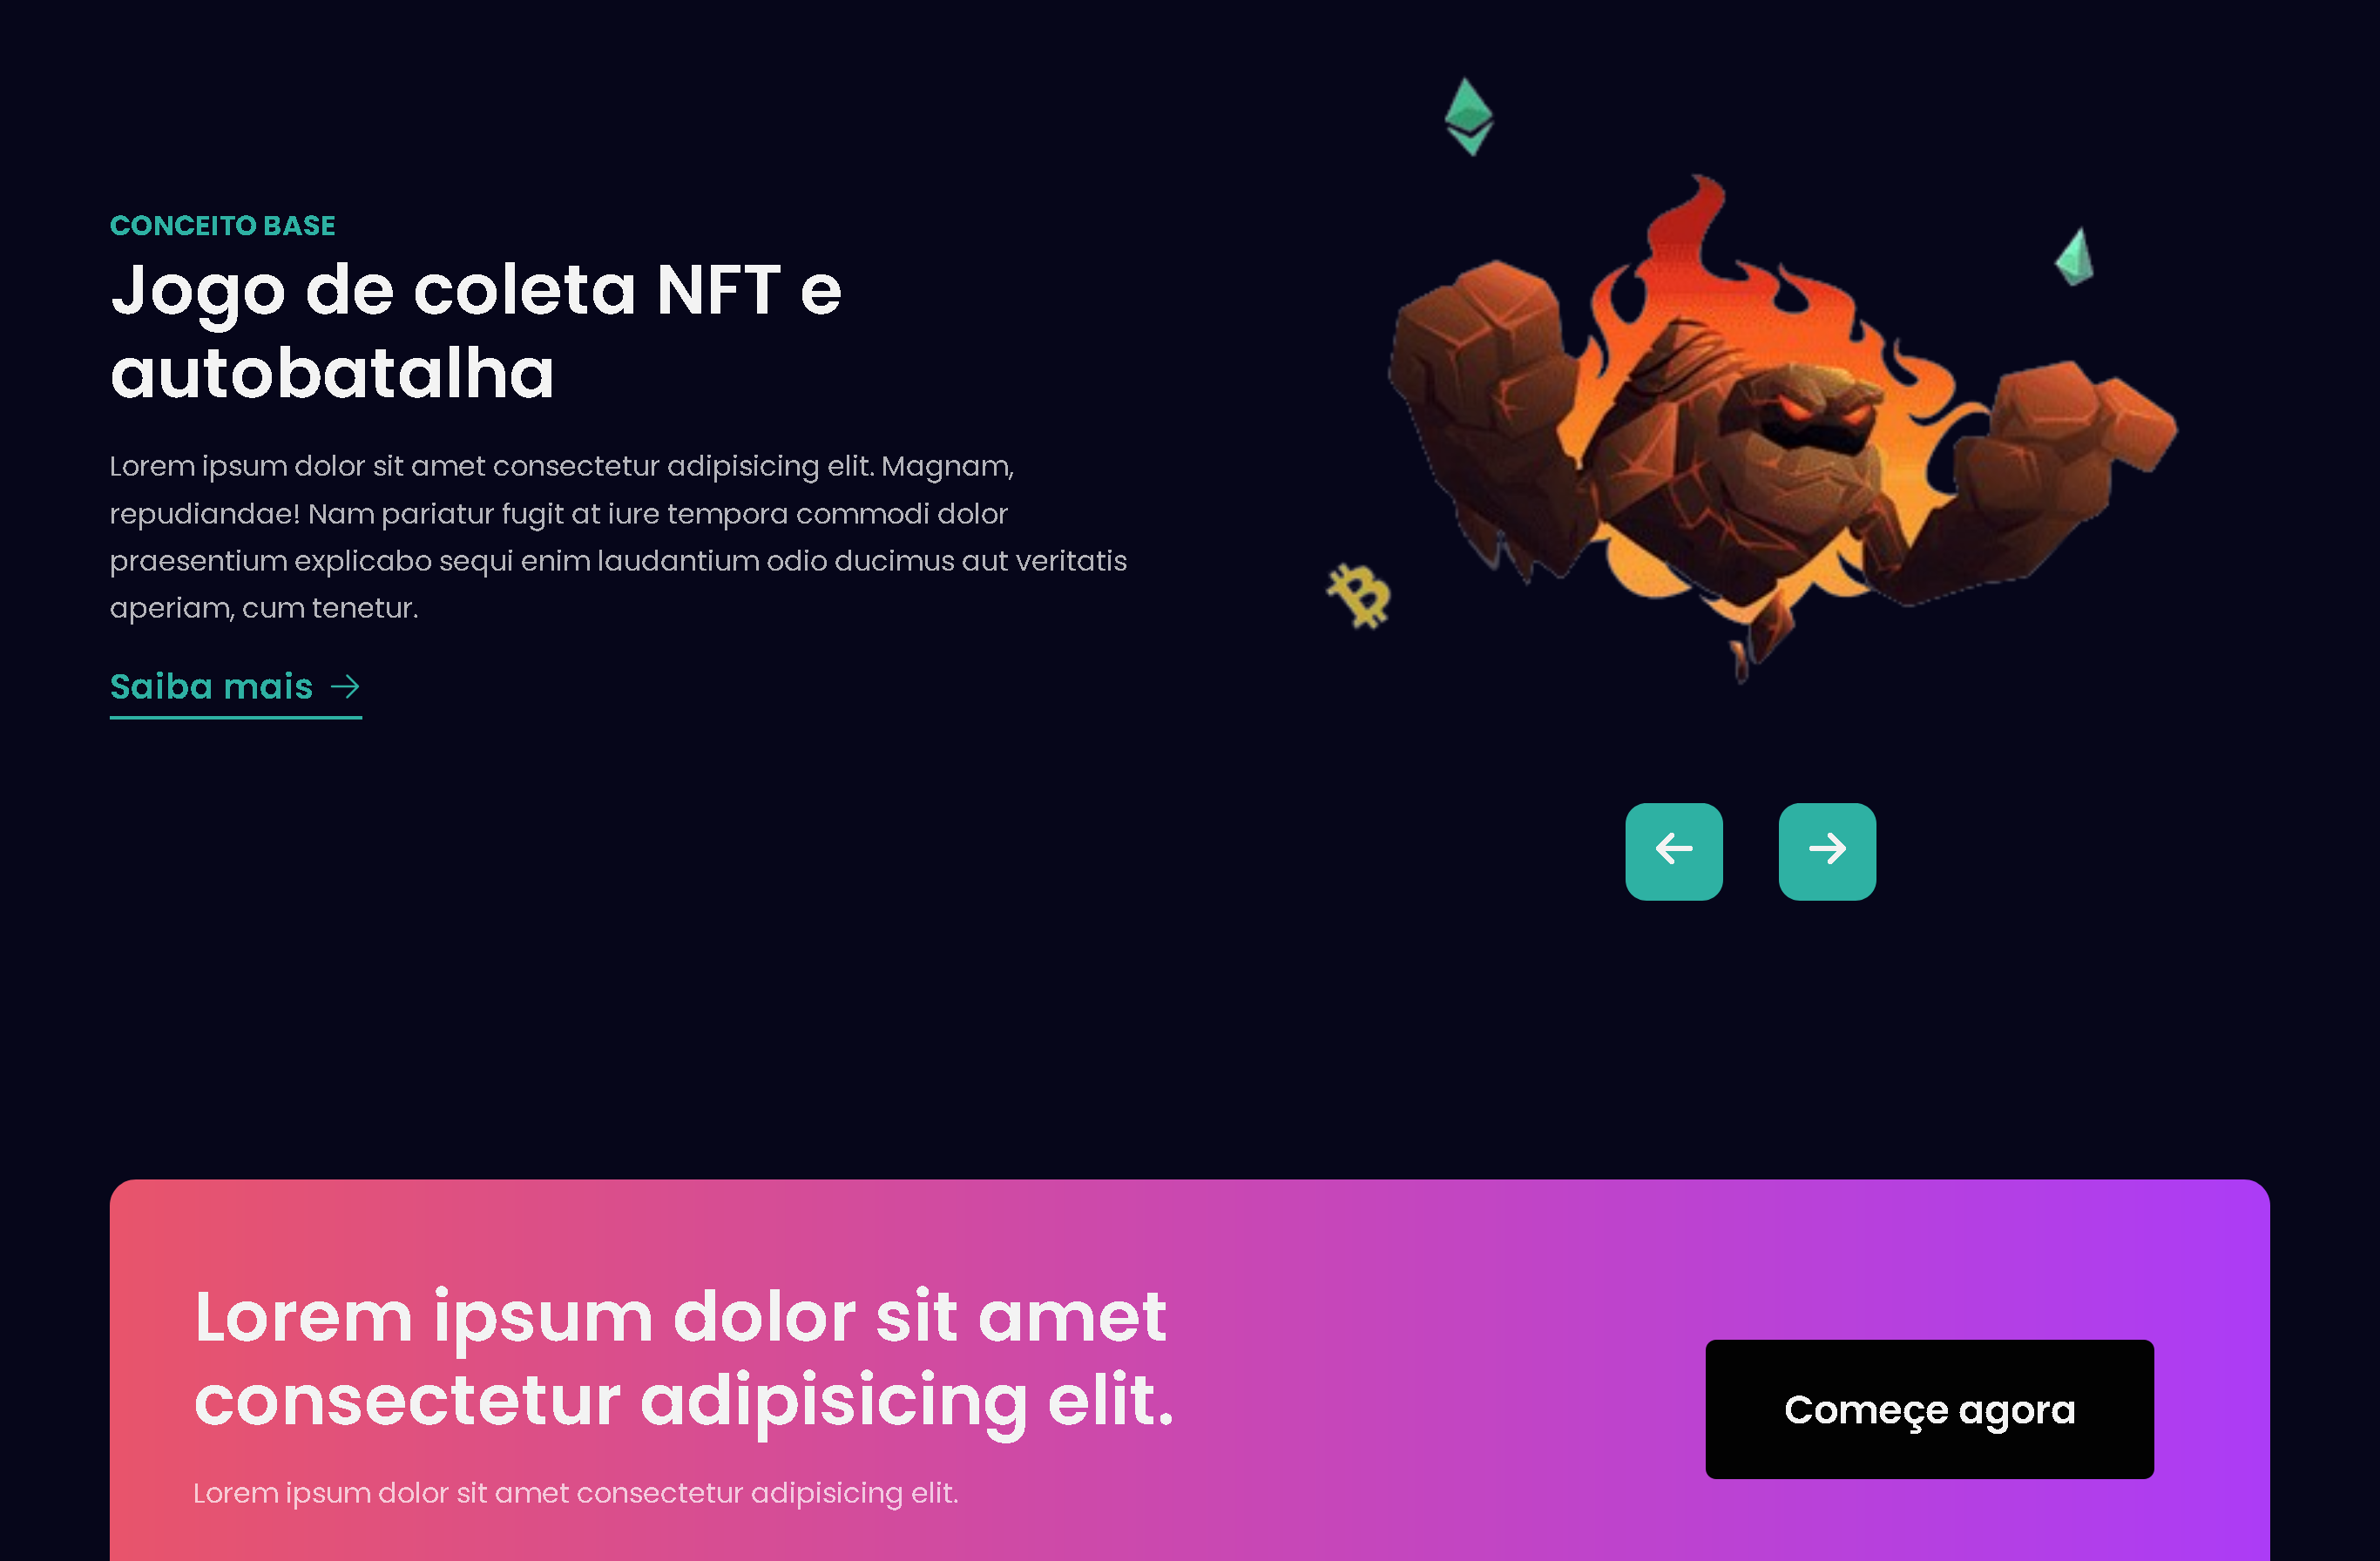 CONCEITO BASE
Jogo de coleta NFT e
autobatalha
Lorem ipsum dolor sit amet consectetur adipisicing elit. Magnam,
repudiandae! Nam pariatur fugit at iure tempora commodi dolor
praesentium explicabo sequi enim laudantium odio ducimus aut veritatis
aperiam, cum tenetur.
Saiba mais →
Lorem ipsum dolor sit amet
consectetur adipisicing elit.
Lorem ipsum dolor sit amet consectetur adipisicing elit.
Començe agora